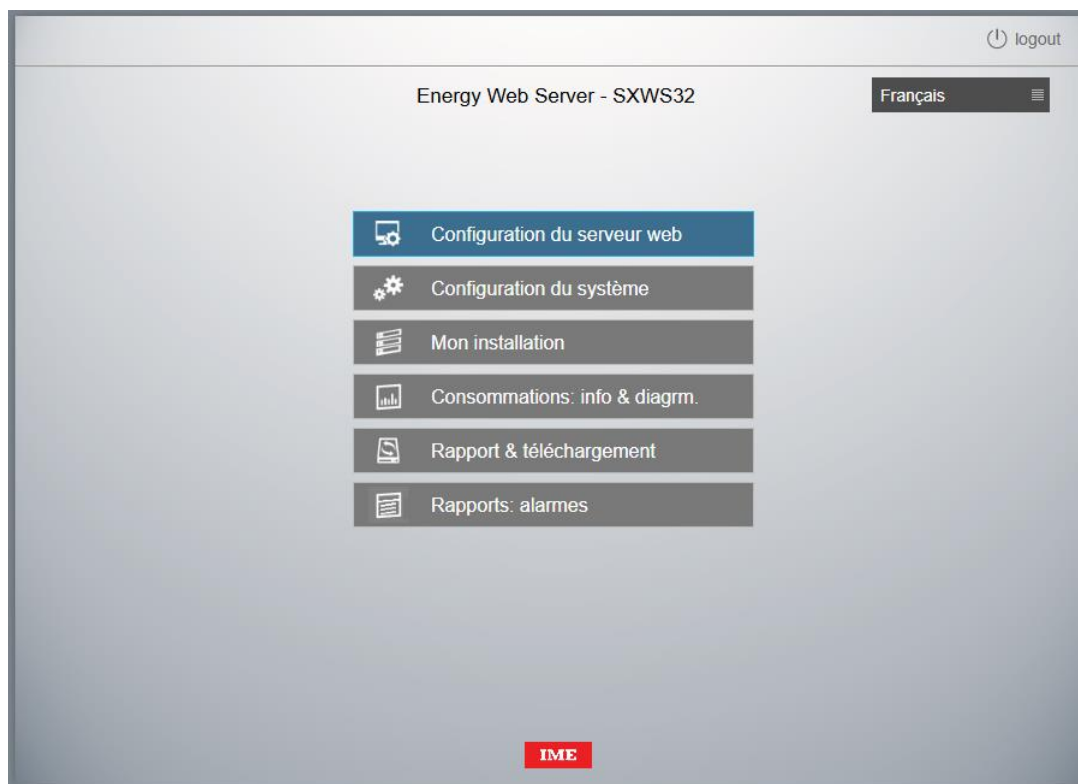 logout
Energy Web Server - SXWS32
Français
Configuration du serveur web
Configuration du système
Mon installation
Consommations: info & diagrm.
Rapport & téléchargement
Rapports: alarmes
IME